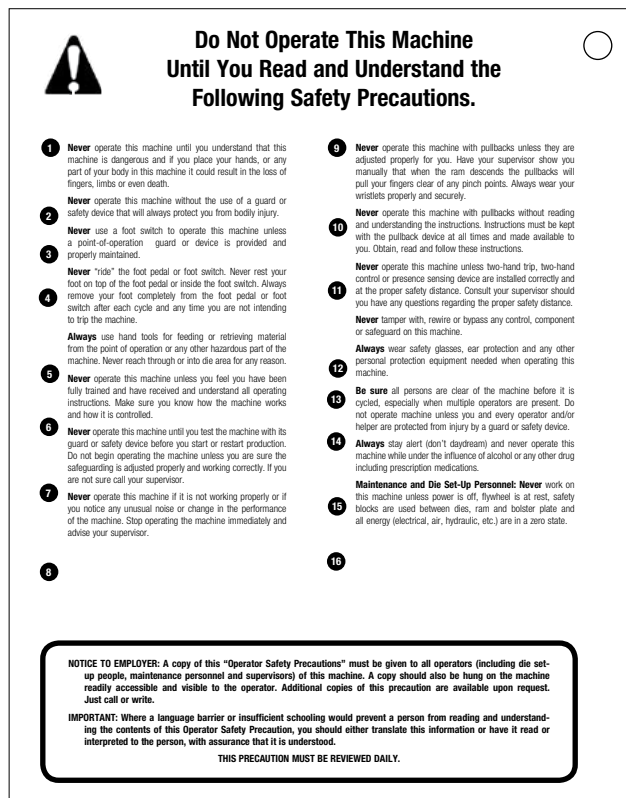 Do Not Operate This Machine
Until You Read and Understand the
Following Safety Precautions.
1 Never operate this machine until you understand that this
machine is dangerous and if you place your hands, or any
part of your body in this machine it could result in the loss of
fingers, limbs or even death.
Never operate this machine without the use of a guard or
2 safety device that will always protect you from bodily injury.
Never use a foot switch to operate this machine unless
a point-of-operation guard or device is provided and
3 properly maintained.
Never “ride” the foot pedal or foot switch. Never rest your
foot on top of the foot pedal or inside the foot switch. Always
4 remove your foot completely from the foot pedal or foot
switch after each cycle and any time you are not intending
to trip the machine.
Always use hand tools for feeding or retrieving material
from the point of operation or any other hazardous part of the
machine. Never reach through or into die area for any reason.
5 Never operate this machine unless you feel you have been
fully trained and have received and understand all operating
instructions. Make sure you know how the machine works
and how it is controlled.
6 Never operate this machine until you test the machine with its
guard or safety device before you start or restart production.
Do not begin operating the machine unless you are sure the
safeguarding is adjusted properly and working correctly. If you
are not sure call your supervisor.
7 Never operate this machine if it is not working properly or if
you notice any unusual noise or change in the performance
of the machine. Stop operating the machine immediately and
advise your supervisor.
8
9 Never operate this machine with pullbacks unless they are
adjusted properly for you. Have your supervisor show you
manually that when the ram descends the pullbacks will
pull your fingers clear of any pinch points. Always wear your
wristlets properly and securely.
Never operate this machine with pullbacks without reading
10 and understanding the instructions. Instructions must be kept
with the pullback device at all times and made available to
you. Obtain, read and follow these instructions.
Never operate this machine unless two-hand trip, two-hand
11 control or presence sensing device are installed correctly and
at the proper safety distance. Consult your supervisor should
you have any questions regarding the proper safety distance.
Never tamper with, rewire or bypass any control, component
or safeguard on this machine.
Always wear safety glasses, ear protection and any other
12 personal protection equipment needed when operating this
machine.
13 Be sure all persons are clear of the machine before it is
cycled, especially when multiple operators are present. Do
not operate machine unless you and every operator and/or
helper are protected from injury by a guard or safety device.
14 Always stay alert (don’t daydream) and never operate this
machine while under the influence of alcohol or any other drug
including prescription medications.
Maintenance and Die Set-Up Personnel: Never work on
15 this machine unless power is off, flywheel is at rest, safety
blocks are used between dies, ram and bolster plate and
all energy (electrical, air, hydraulic, etc.) are in a zero state.
16
NOTICE TO EMPLOYER: A copy of this “Operator Safety Precautions” must be given to all operators (including die set-
up people, maintenance personnel and supervisors) of this machine. A copy should also be hung on the machine
readily accessible and visible to the operator. Additional copies of this precaution are available upon request.
Just call or write.
IMPORTANT: Where a language barrier or insufficient schooling would prevent a person from reading and understand-
ing the contents of this Operator Safety Precaution, you should either translate this information or have it read or
interpreted to the person, with assurance that it is understood.
THIS PRECAUTION MUST BE REVIEWED DAILY.